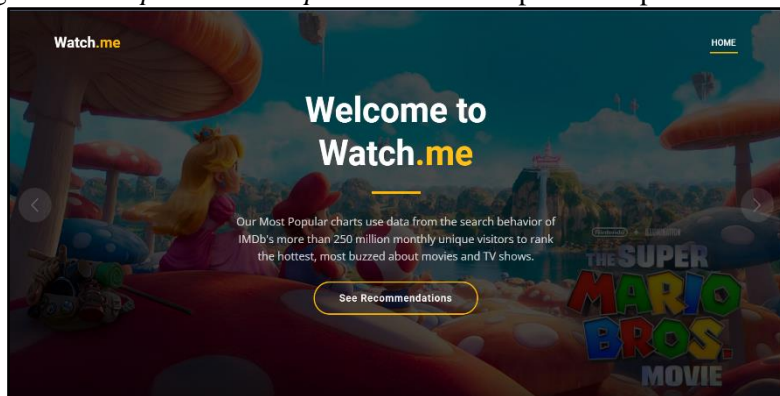 Watch.me
HOME
Welcome to
Watch.me
Our Most Popular charts use data from the search behavior of
IMDb's more than 250 million monthly unique visitors to rank
the hottest, most buzzed about movies and TV shows.
See Recommendations
Nintendo
ILLUMINATION
THE SUPER
MARIO
BROS.
MOVIE